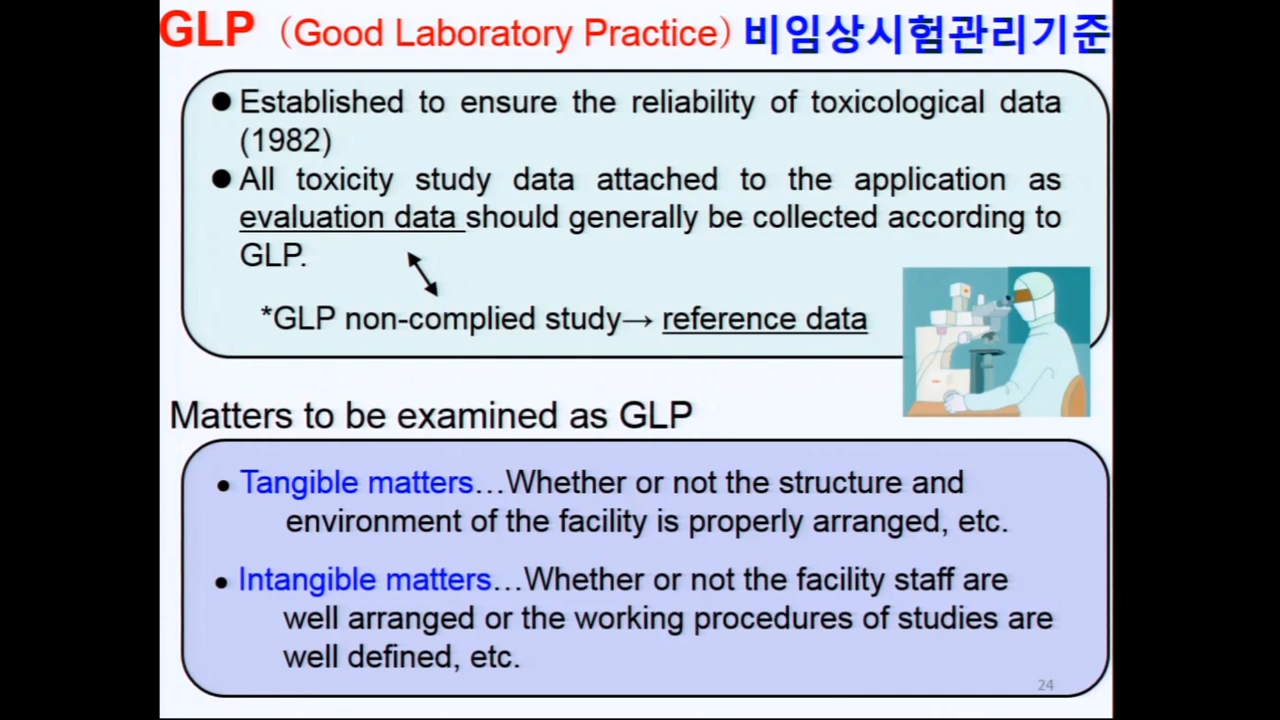 GLP（Good Laboratory Practice）비임상시험관리기준
● Established to ensure the reliability of toxicological data
(1982)
● All toxicity study data attached to the application as
evaluation data should generally be collected according to
GLP.
*GLP non-complied study→ reference data
Matters to be examined as GLP
• Tangible matters…Whether or not the structure and
environment of the facility is properly arranged, etc.
• Intangible matters…Whether or not the facility staff are
well arranged or the working procedures of studies are
well defined, etc.
24